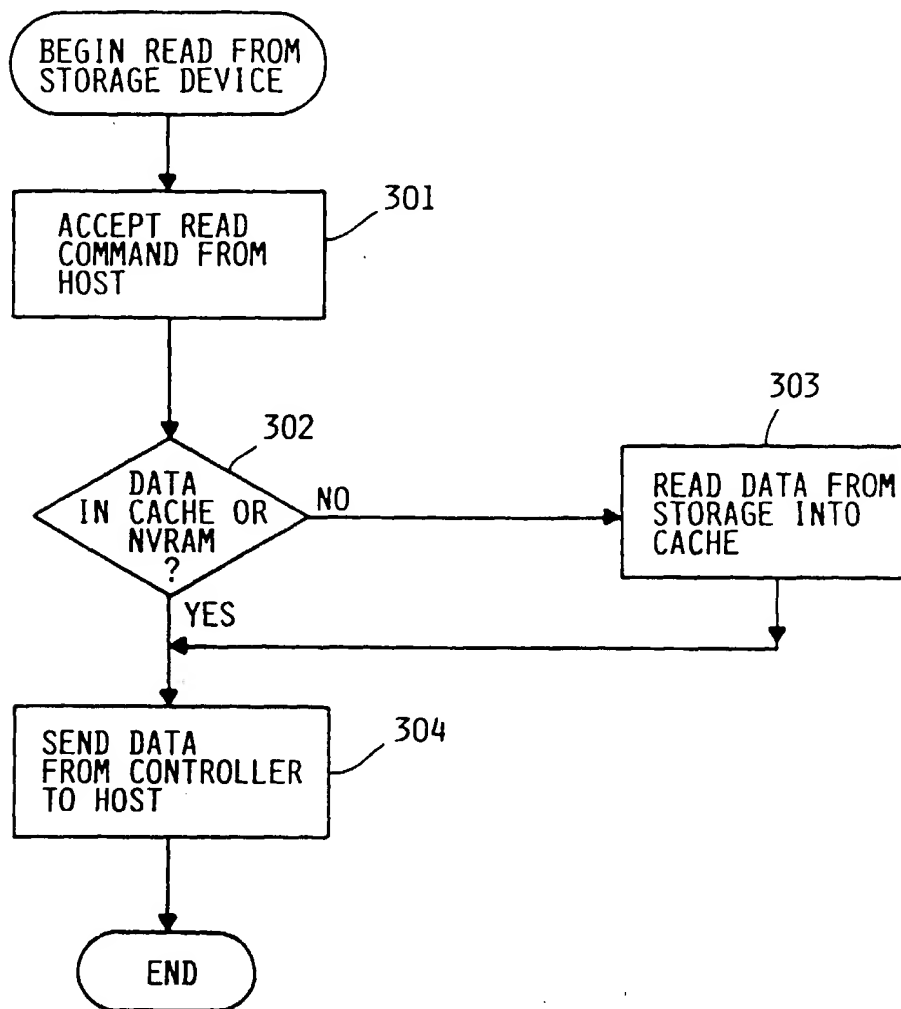 BEGIN READ FROM
STORAGE DEVICE
301
ACCEPT READ
COMMAND FROM
HOST
302
DATA
IN CACHE OR
NVRAM
?
NO
303
READ DATA FROM
STORAGE INTO
CACHE
YES
304
SEND DATA
FROM CONTROLLER
TO HOST
END